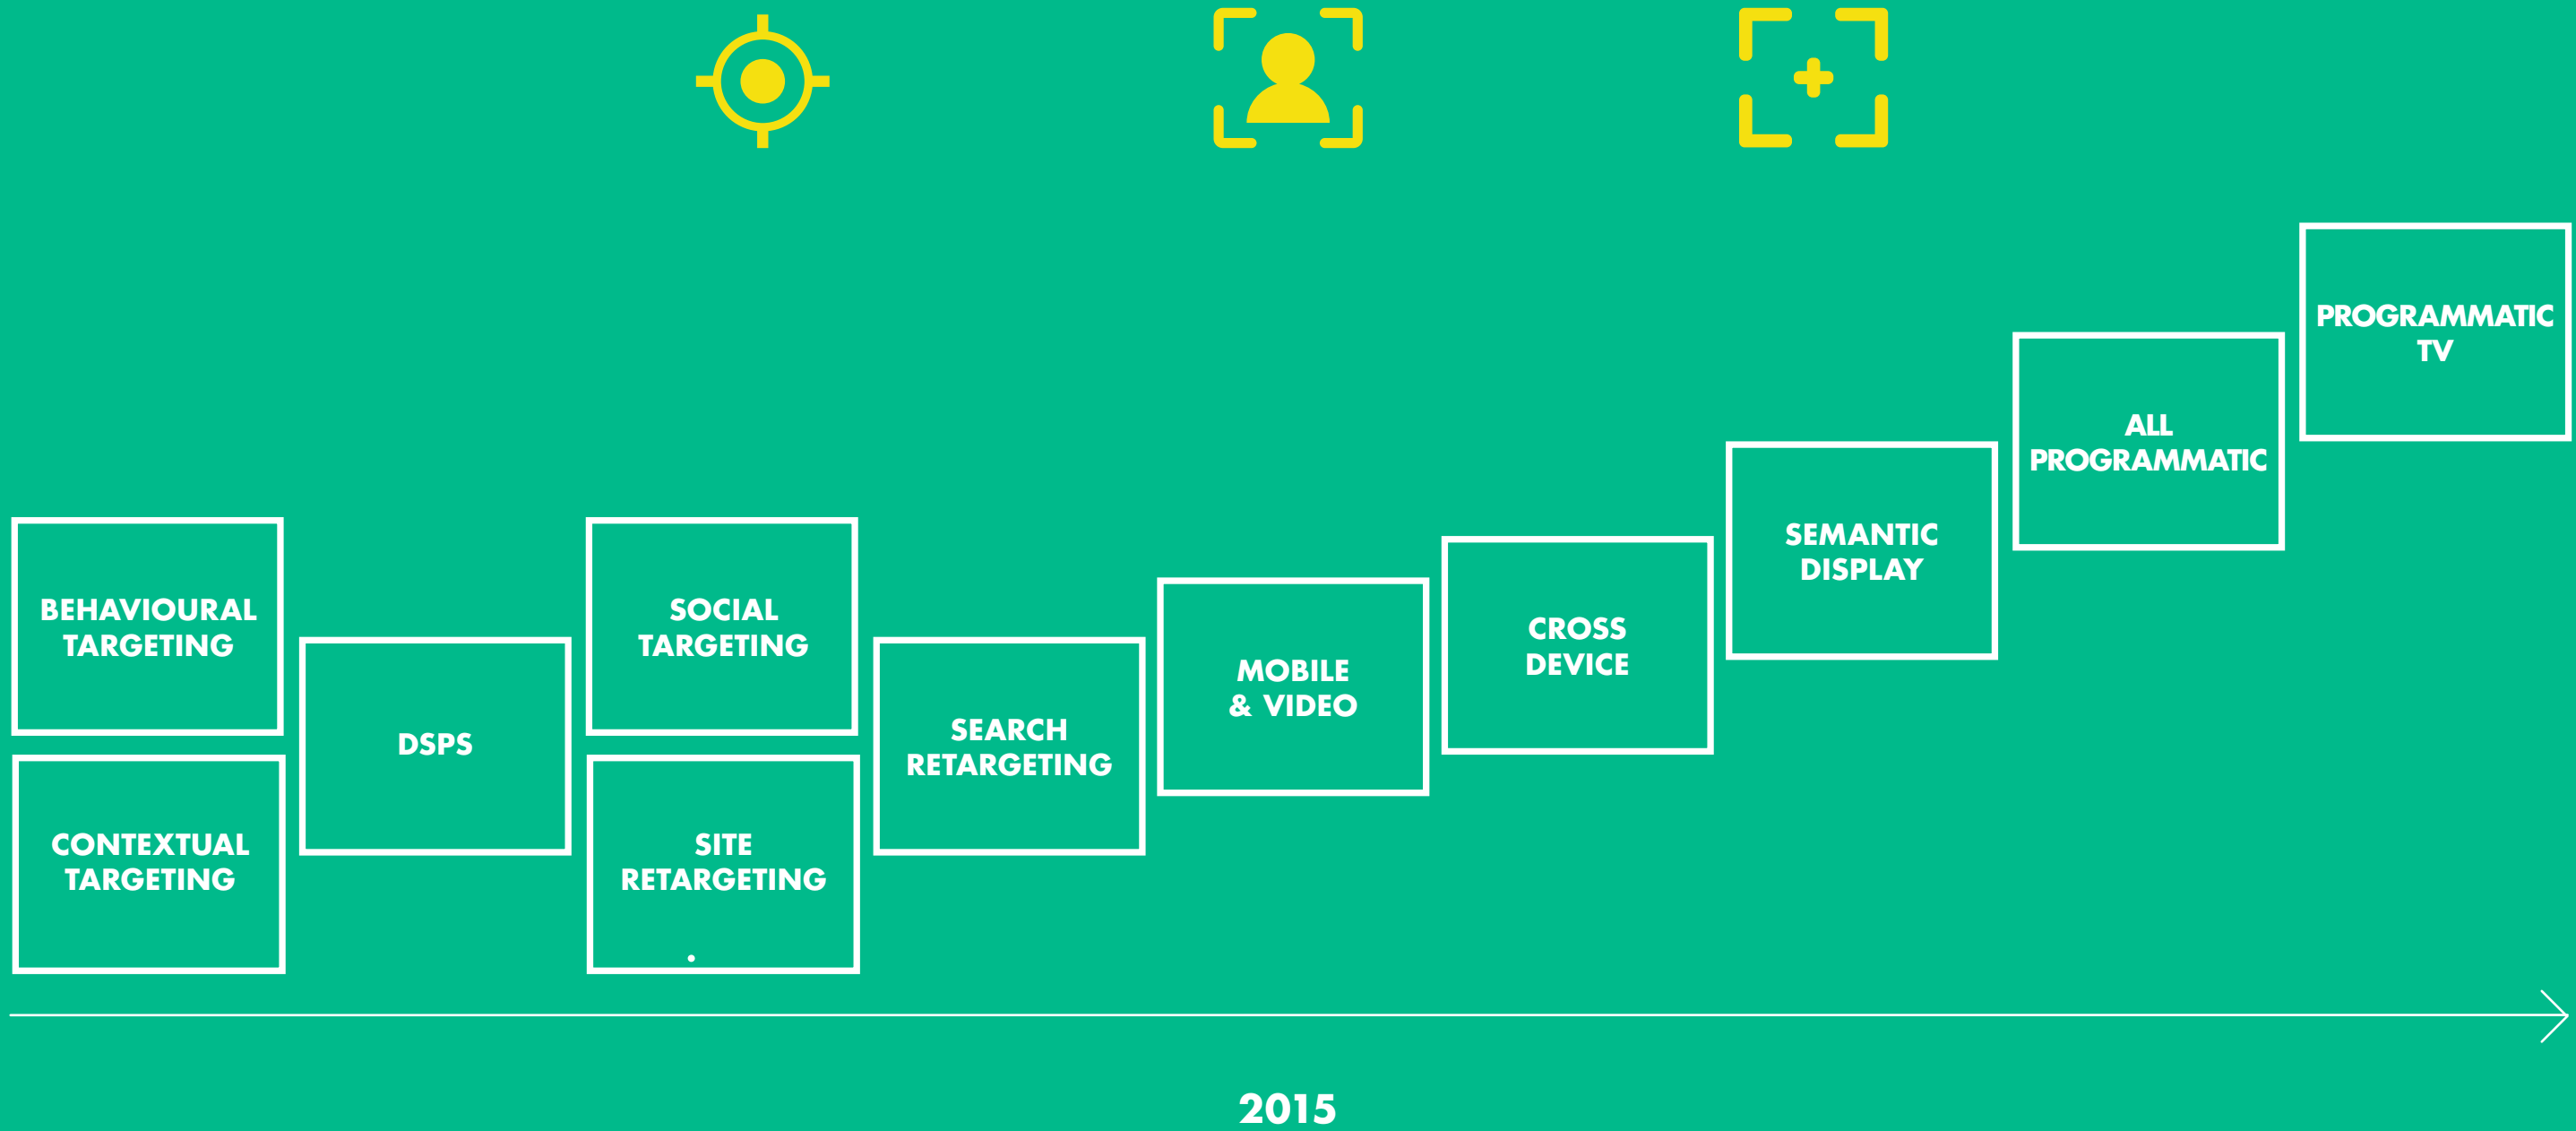 BEHAVIOURAL
TARGETING
CONTEXTUAL
TARGETING
DSPS
SOCIAL
TARGETING
SITE
RETARGETING
SEARCH
RETARGETING
MOBILE
& VIDEO
CROSS
DEVICE
SEMANTIC
DISPLAY
ALL
PROGRAMMATIC
PROGRAMMATIC
TV
2015